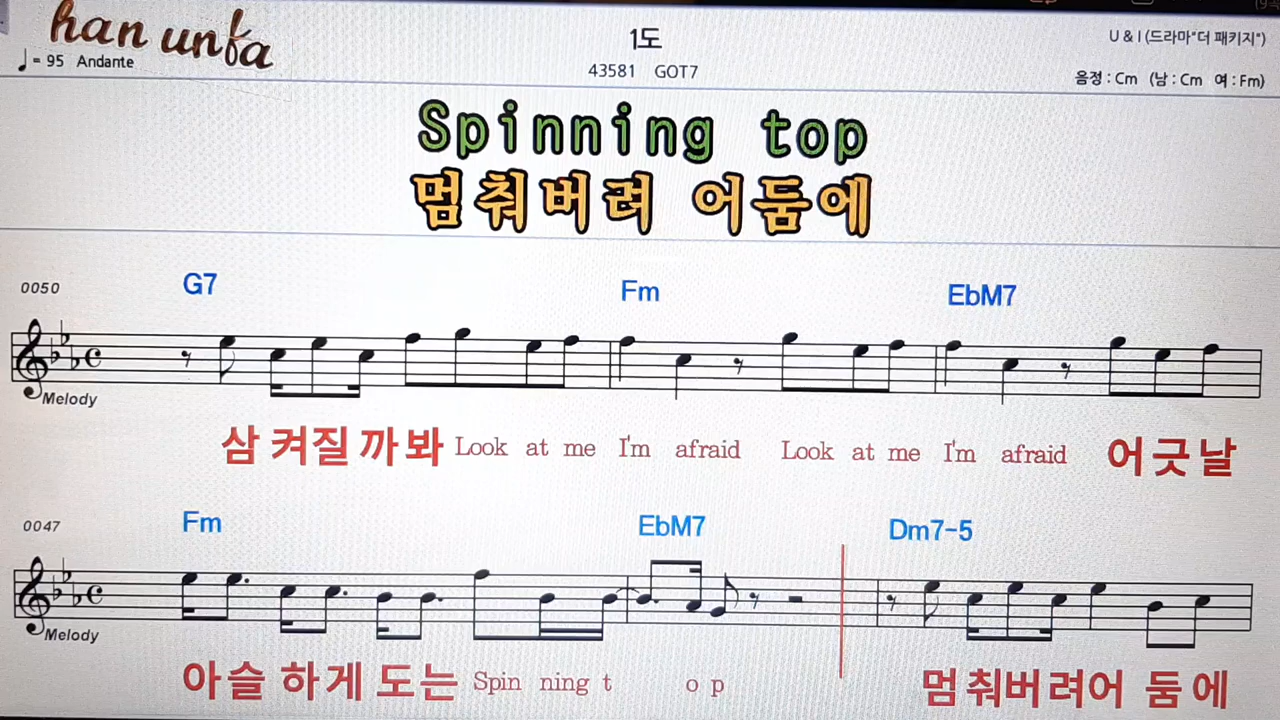 han unfa
♩= 95 Andante
1도
43581 GOT7
U & I (드라마"더 패키지")
음정 : Cm (남 : Cm 여 : Fm)
Spinning top
멈춰버려 어둠에
0050 G7 Fm EbM7
Melody
삼켜질까봐 Look at me I'm afraid Look at me I'm afraid 어긋날
0047 Fm EbM7 Dm7-5
Melody
아슬하게 도는 Spin ning t o p 멈춰버려어 둠에